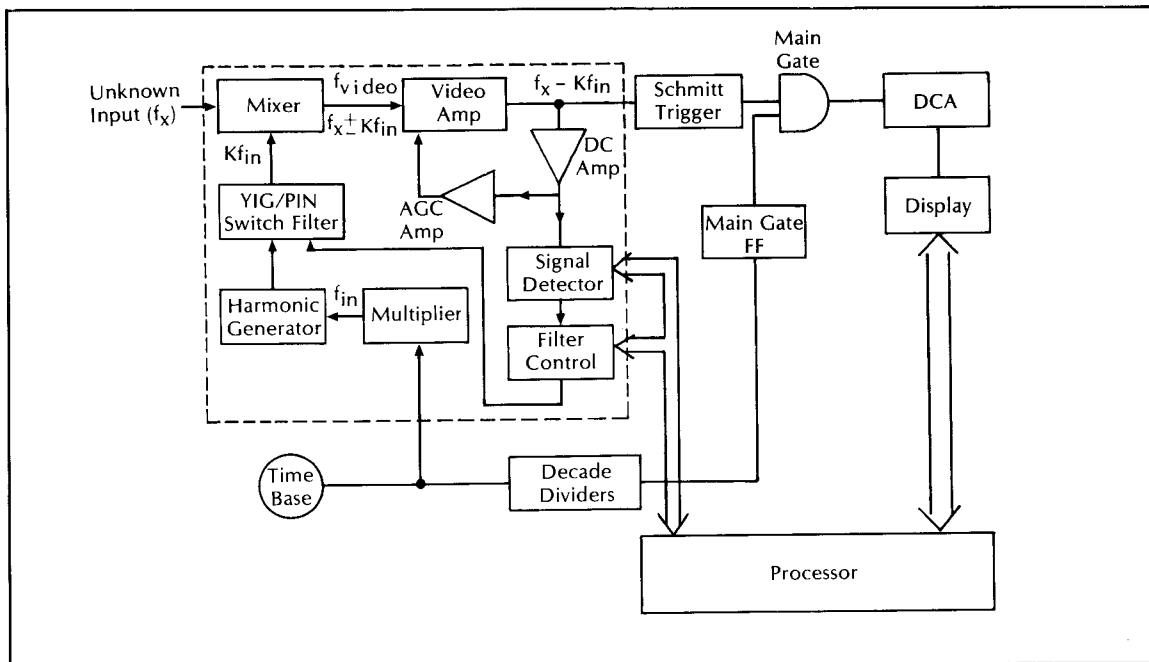 Main
Gate
Unknown
Input (fx)
Mixer
fvideo
fx ± Kfin
Video
Amp
fx – Kfin
Schmitt
Trigger
DCA
Kfin
DC
Amp
YIG/PIN
Switch Filter
AGC
Amp
Main Gate
FF
Display
Signal
Detector
Harmonic
Generator
fin
Multiplier
Filter
Control
Time
Base
Decade
Dividers
Processor